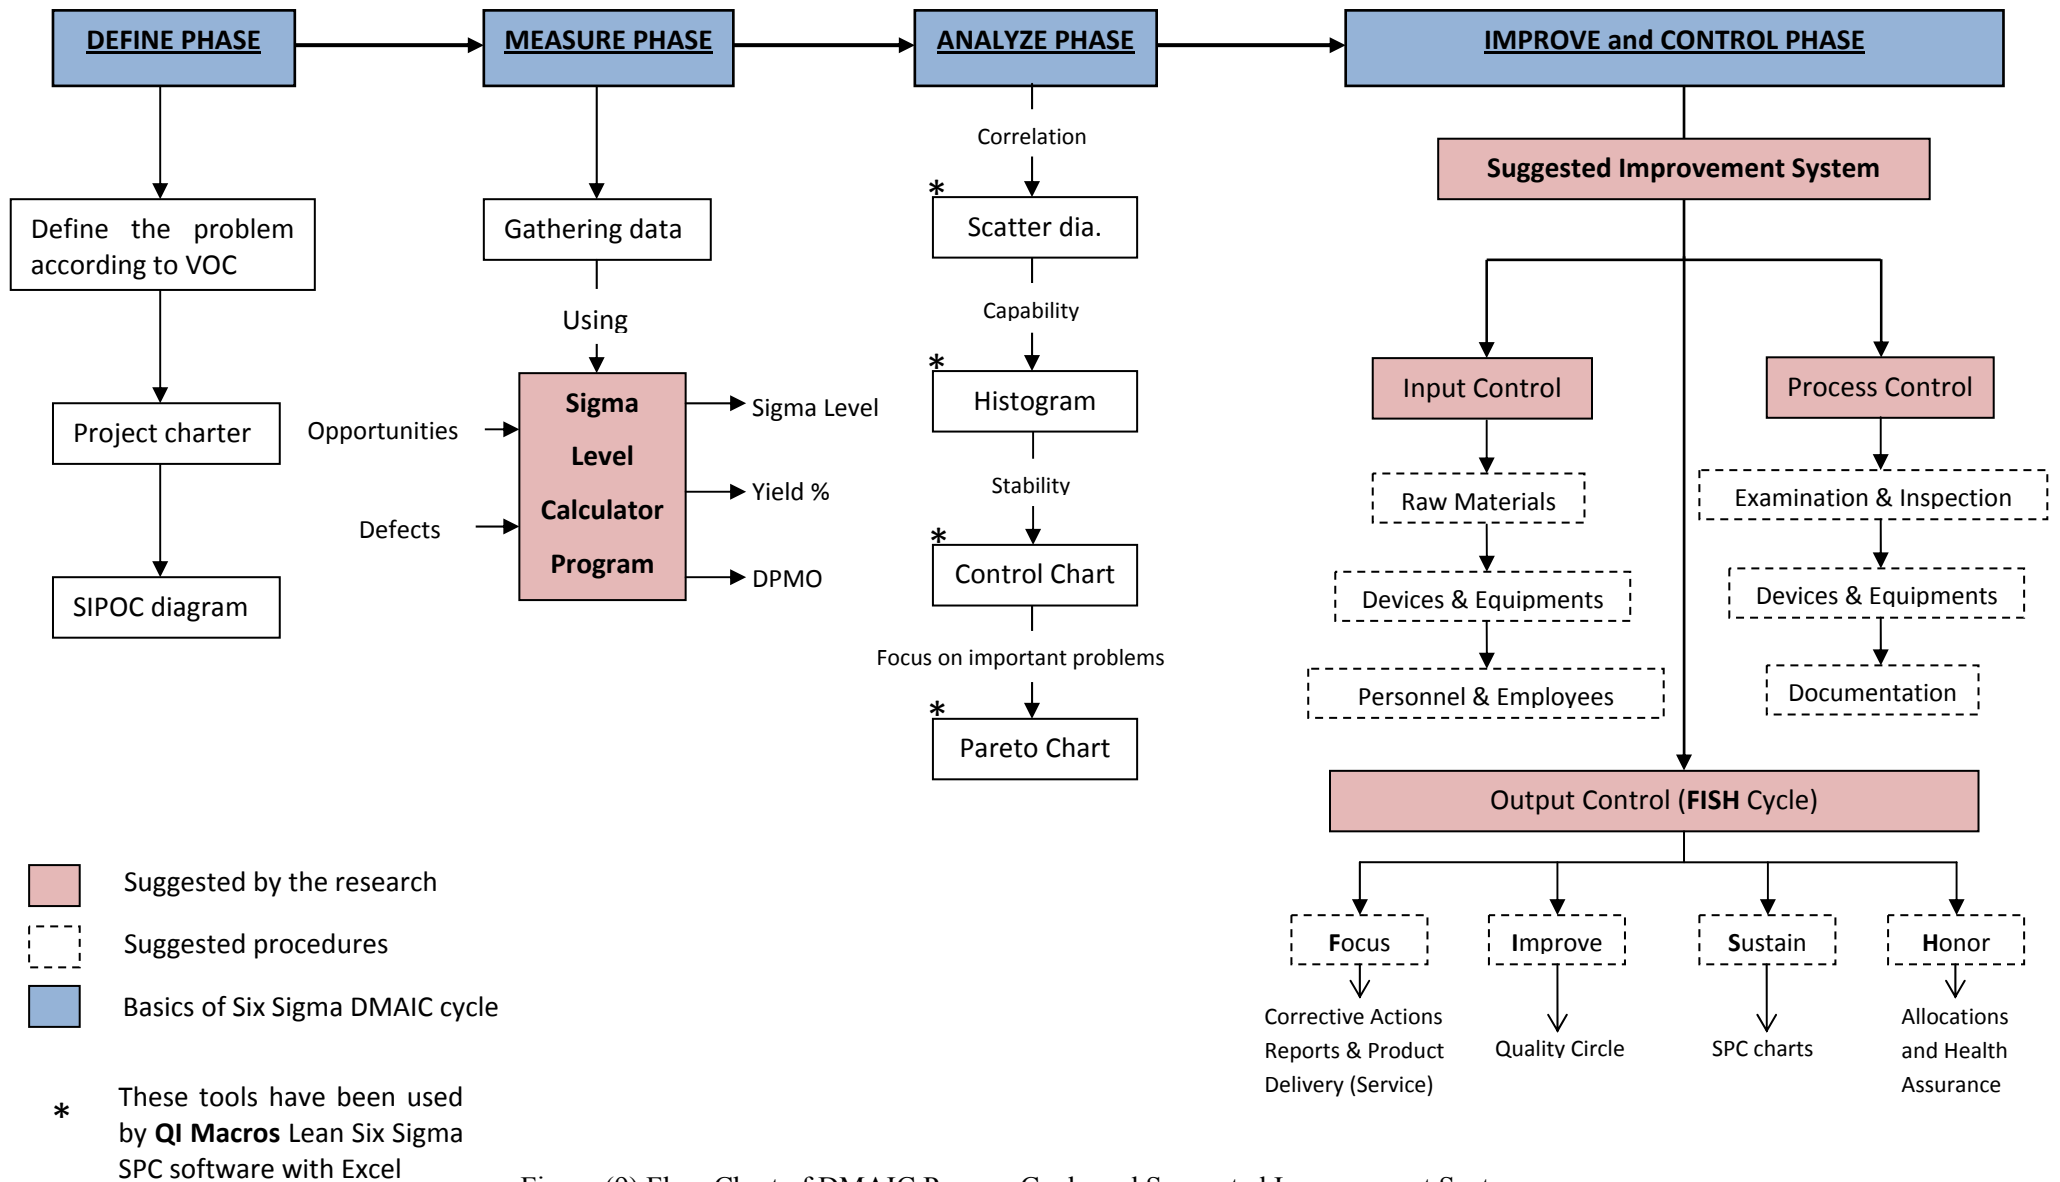 DEFINE PHASE
MEASURE PHASE
ANALYZE PHASE
IMPROVE and CONTROL PHASE
Define the problem
according to VOC
Project charter
SIPOC diagram
Gathering data
Using
Opportunities
Defects
Sigma
Level
Calculator
Program
Sigma Level
Yield %
DPMO
Correlation
*
Scatter dia.
Capability
*
Histogram
Stability
*
Control Chart
Focus on important problems
*
Pareto Chart
Suggested Improvement System
Input Control
Raw Materials
Devices & Equipments
Personnel & Employees
Process Control
Examination & Inspection
Devices & Equipments
Documentation
Output Control (FISH Cycle)
Focus
Improve
Sustain
Honor
Corrective Actions
Reports & Product
Delivery (Service)
Quality Circle
SPC charts
Allocations
and Health
Assurance
Suggested by the research
Suggested procedures
Basics of Six Sigma DMAIC cycle
*
These tools have been used
by QI Macros Lean Six Sigma
SPC software with Excel